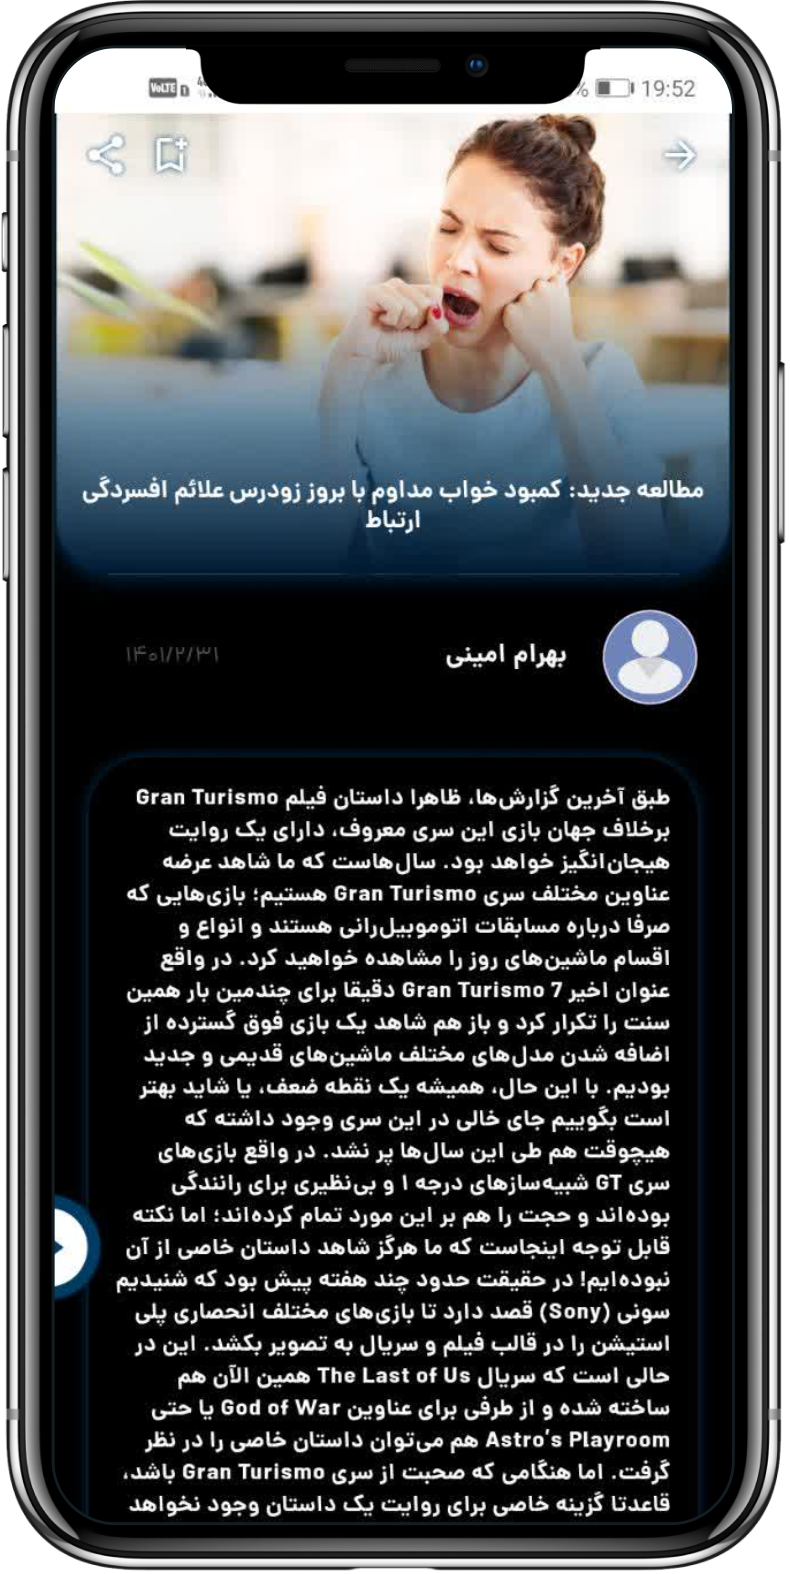 VoLTE 1 % 19:52
مطالعه جدید: کمبود خواب مداوم با بروز زودرس علائم افسردگی
ارتباط
بهرام امینی
۱۴۰۱/۲/۳۱
طبق آخرین گزارش‌ها، ظاهرا داستان فیلم Gran Turismo
برخلاف جهان بازی این سری معروف، دارای یک روایت
هیجان‌انگیز خواهد بود. سال‌هاست که ما شاهد عرضه
عناوین مختلف سری Gran Turismo هستیم؛ بازی‌هایی که
صرفا درباره مسابقات اتوموبیل‌رانی هستند و انواع و
اقسام ماشین‌های روز را مشاهده خواهید کرد. در واقع
عنوان اخیر Gran Turismo 7 دقیقا برای چندمین بار همین
سنت را تکرار کرد و باز هم شاهد یک بازی فوق گسترده از
اضافه شدن مدل‌های مختلف ماشین‌های قدیمی و جدید
بودیم. با این حال، همیشه یک نقطه ضعف، یا شاید بهتر
است بگوییم جای خالی در این سری وجود داشته که
هیچوقت هم طی این سال‌ها پر نشد. در واقع بازی‌های
سری GT شبیه‌سازهای درجه ۱ و بی‌نظیری برای رانندگی
بوده‌اند و حجت را هم بر این مورد تمام کرده‌اند؛ اما نکته
قابل توجه اینجاست که ما هرگز شاهد داستان خاصی از آن
نبوده‌ایم! در حقیقت حدود چند هفته پیش بود که شنیدیم
سونی (Sony) قصد دارد تا بازی‌های مختلف انحصاری پلی
استیشن را در قالب فیلم و سریال به تصویر بکشد. این در
حالی است که سریال The Last of Us همین الآن هم
ساخته شده و از طرفی برای عناوین God of War یا حتی
Astro's Playroom هم می‌توان داستان خاصی را در نظر
گرفت. اما هنگامی که صحبت از سری Gran Turismo باشد،
قاعدتا گزینه خاصی برای روایت یک داستان وجود نخواهد